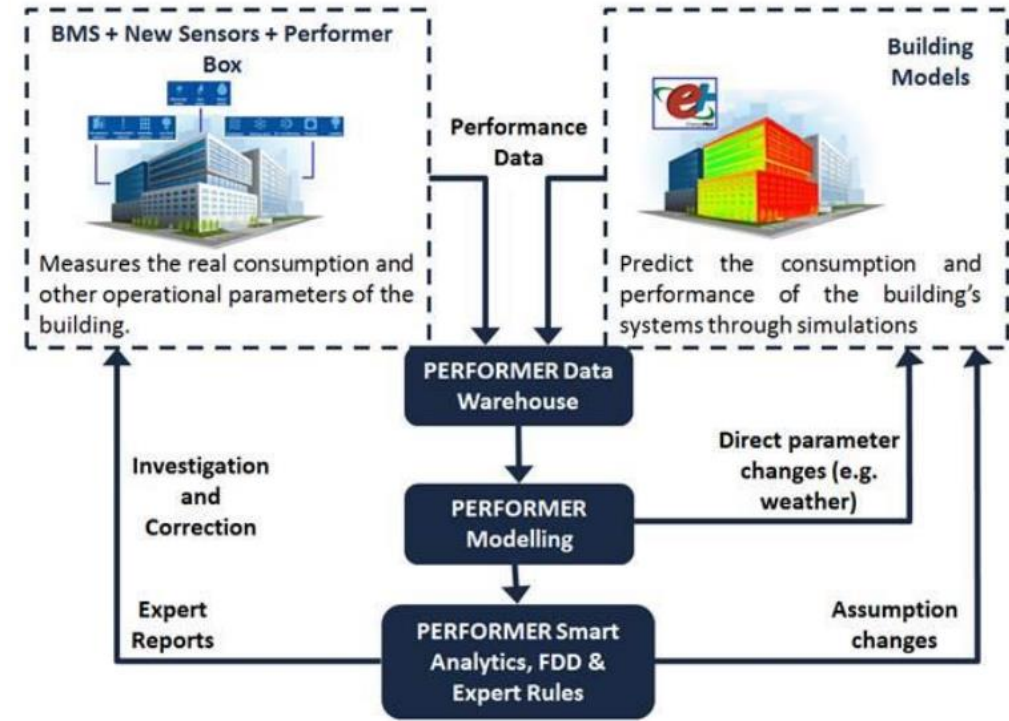 BMS + New Sensors + Performer
Box
Measures the real consumption and
other operational parameters of the
building.
Performance
Data
Building
Models
et
Predict the consumption and
performance of the building's
systems through simulations
PERFORMER Data
Warehouse
Investigation
and
Correction
Direct parameter
changes (e.g.
weather)
PERFORMER
Modelling
Expert
Reports
PERFORMER Smart
Analytics, FDD &
Expert Rules
Assumption
changes